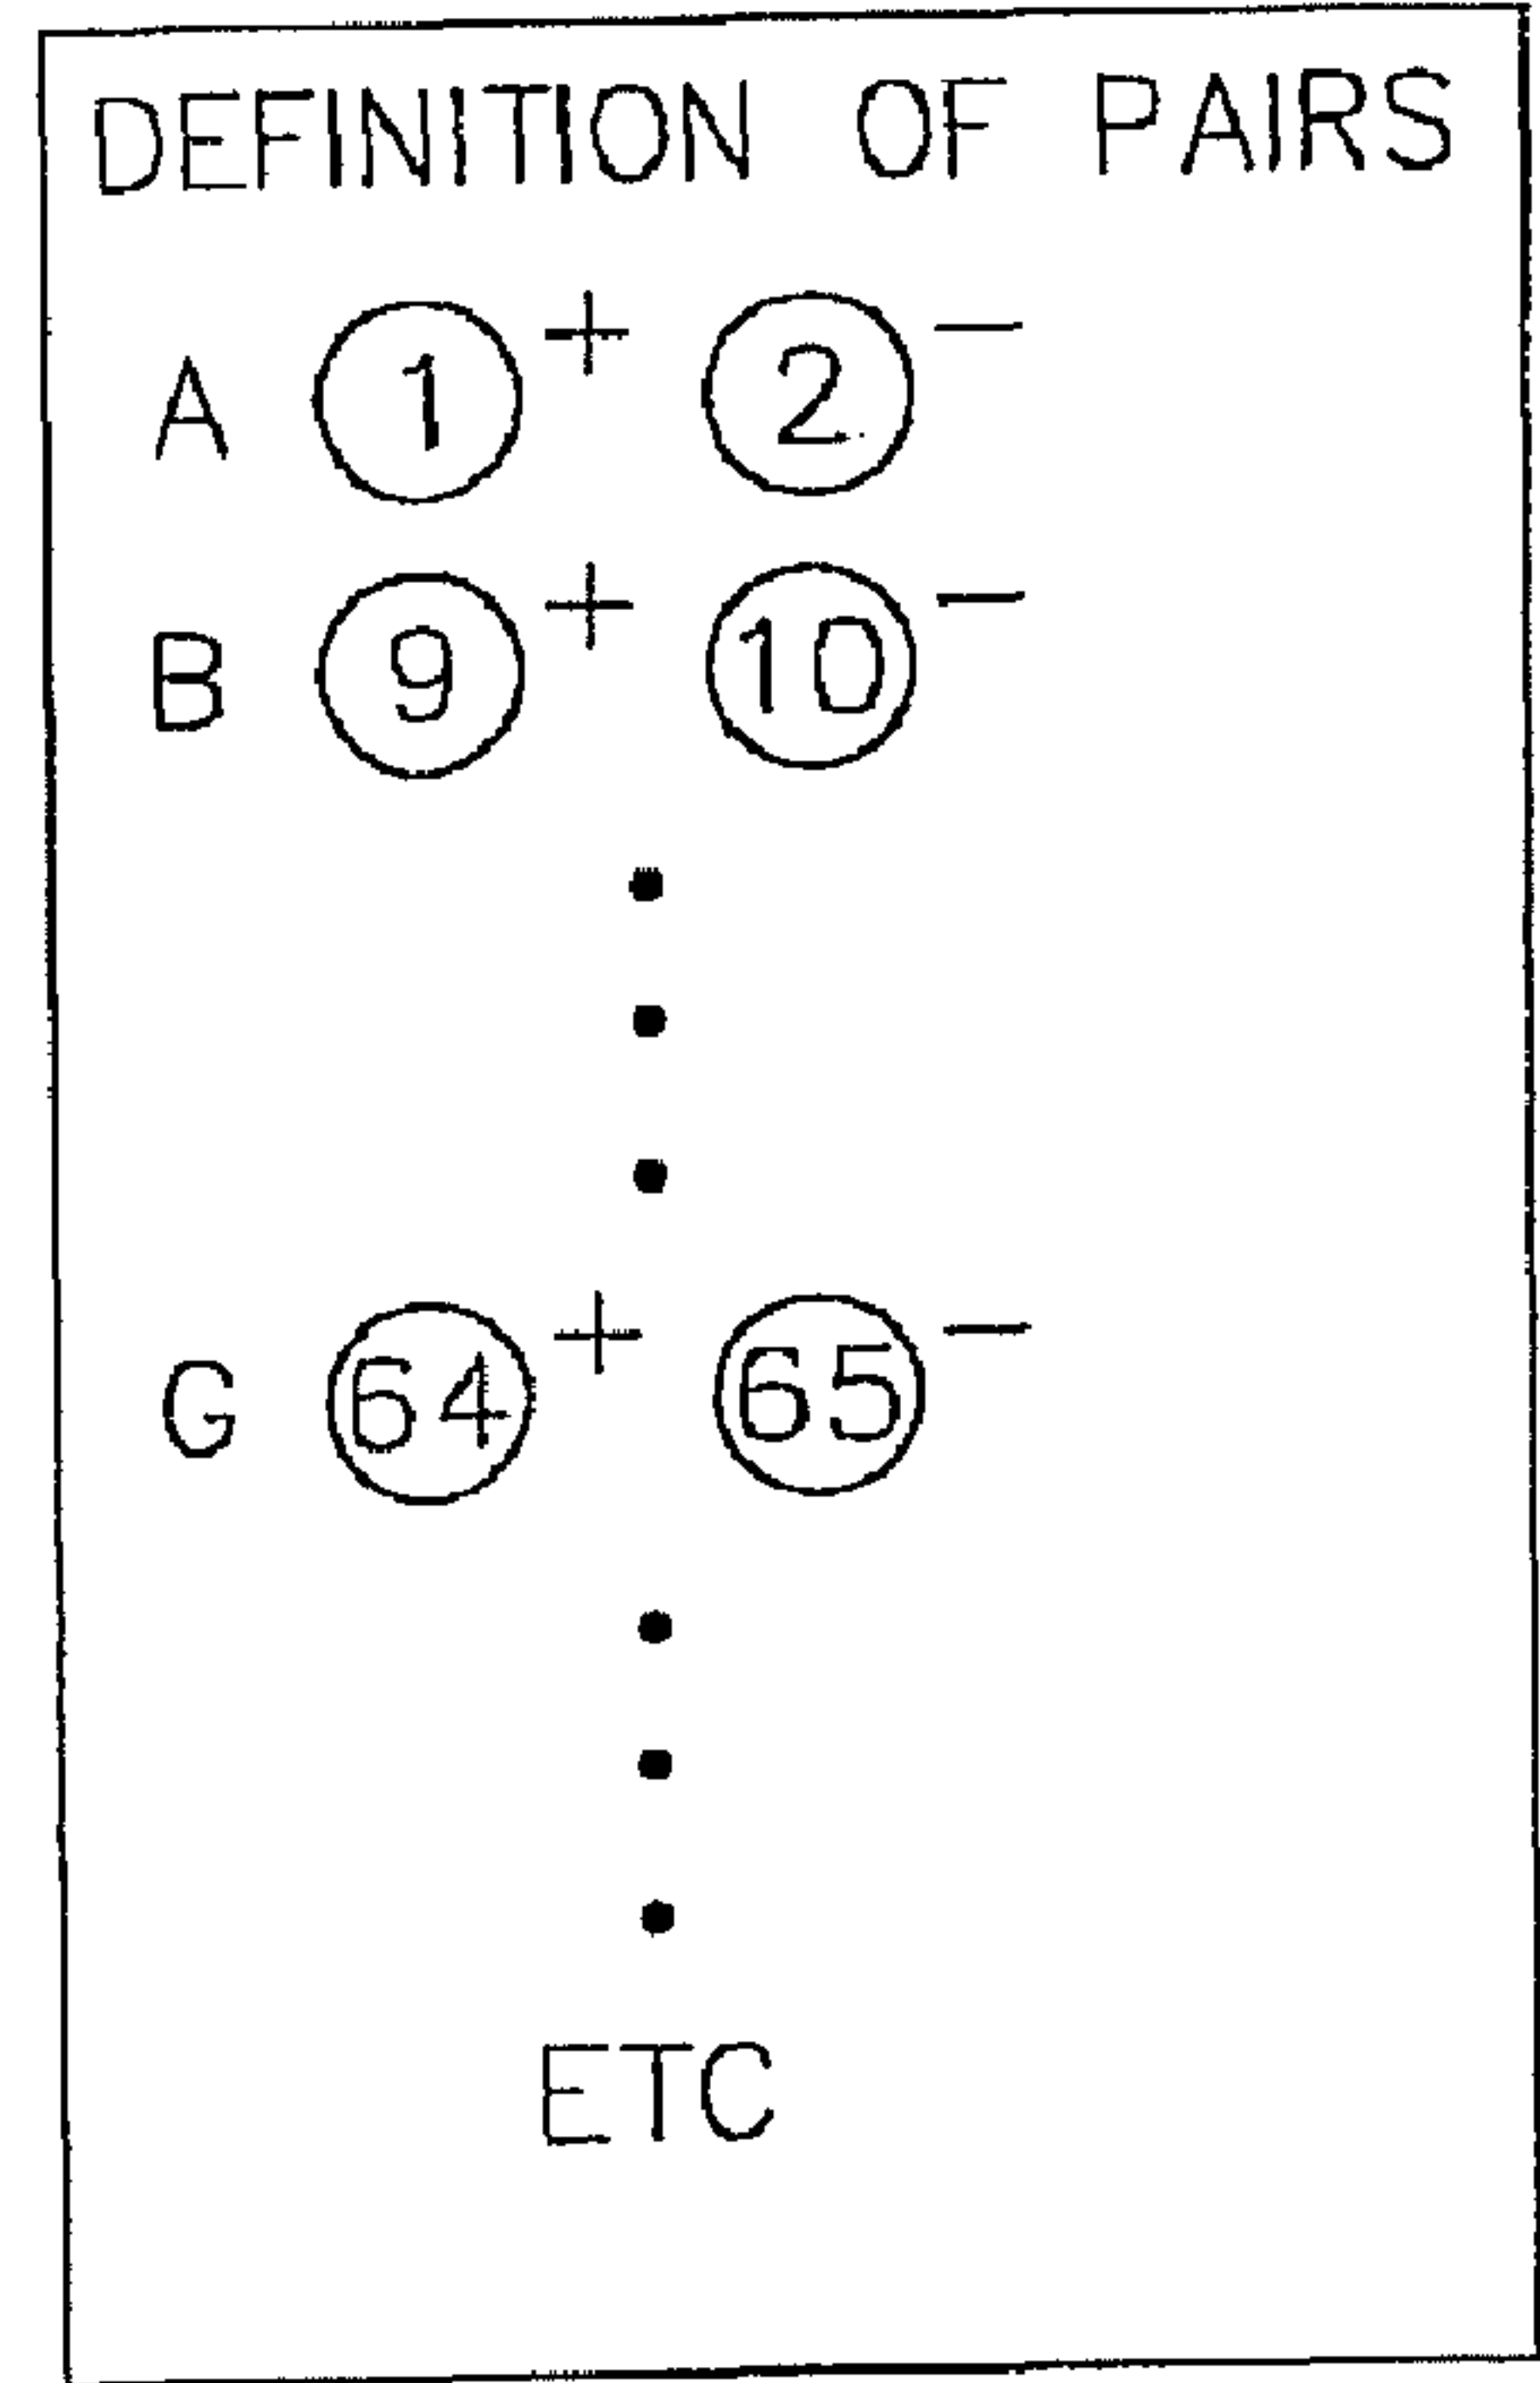 DEFINITION OF PAIRS
A 1 + 2 −
B 9 + 10 −
G 64 + 65 −
ETC